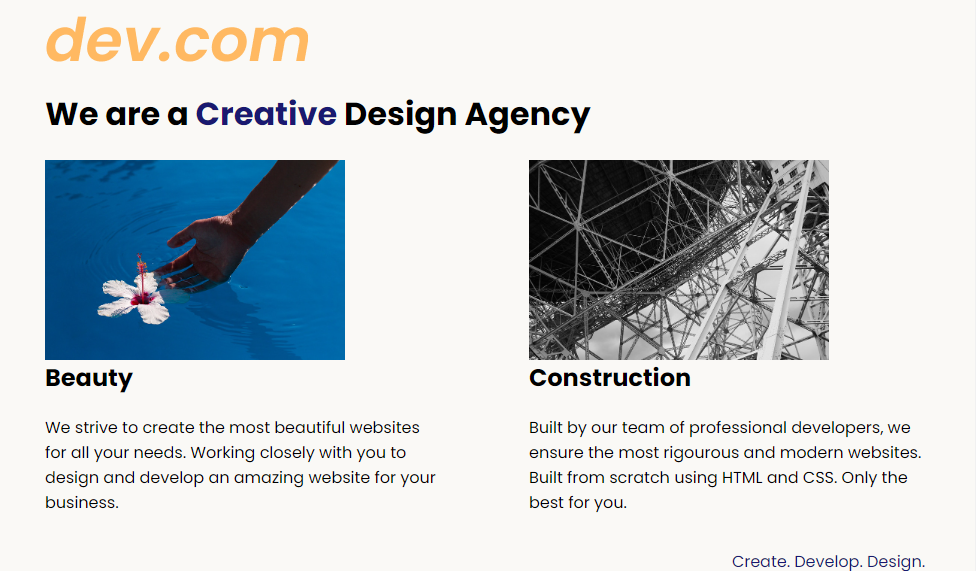 dev.com
We are a Creative Design Agency
Beauty
We strive to create the most beautiful websites
for all your needs. Working closely with you to
design and develop an amazing website for your
business.
Construction
Built by our team of professional developers, we
ensure the most rigourous and modern websites.
Built from scratch using HTML and CSS. Only the
best for you.
Create. Develop. Design.